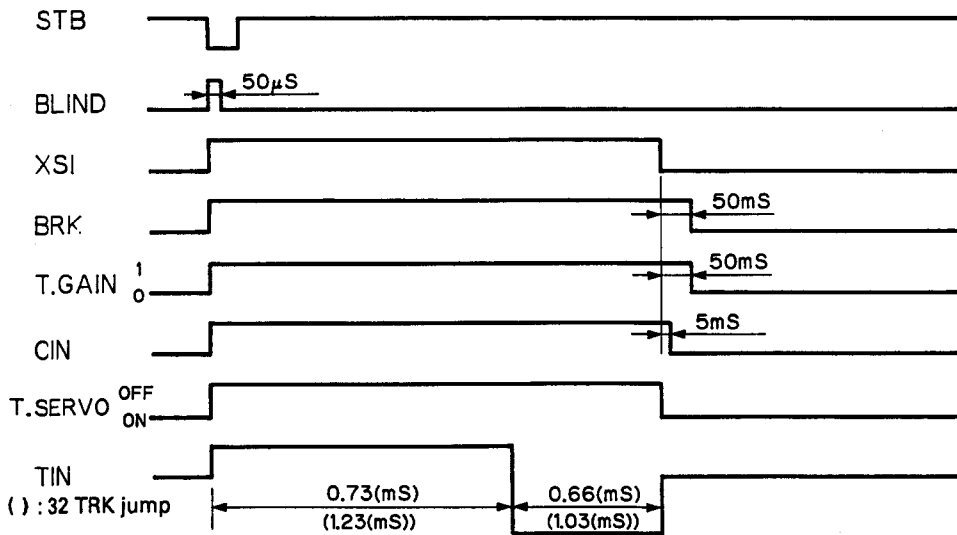 STB
50μS
BLIND
XSI
50mS
BRK.
1
50mS
T.GAIN
0
5mS
CIN
OFF
T.SERVO
ON
TIN
( ) : 32 TRK jump
0.73(mS)
0.66(mS)
(1.23(mS))
(1.03(mS))